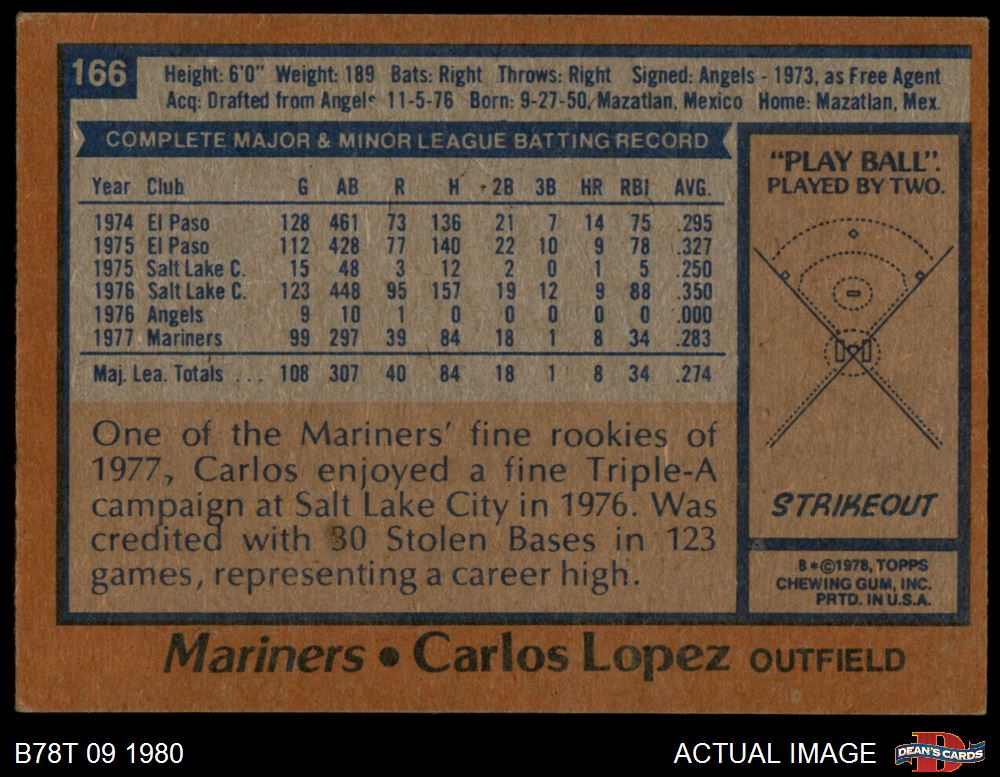 166
Height: 6'0" Weight: 189 Bats: Right Throws: Right Signed: Angels - 1973, as Free Agent
Acq: Drafted from Angels 11-5-76 Born: 9-27-50, Mazatlan, Mexico Home: Mazatlan, Mex.
COMPLETE MAJOR & MINOR LEAGUE BATTING RECORD
Year Club G AB R H 2B 3B HR RBI AVG.
1974 El Paso 128 461 73 136 21 7 14 75 .295
1975 El Paso 112 428 77 140 22 10 9 78 .327
1975 Salt Lake C. 15 48 3 12 2 0 1 5 .250
1976 Salt Lake C. 123 448 95 157 19 12 9 88 .350
1976 Angels 9 10 1 0 0 0 0 0 .000
1977 Mariners 99 297 39 84 18 1 8 34 .283
Maj. Lea. Totals ... 108 307 40 84 18 1 8 34 .274
One of the Mariners' fine rookies of
1977, Carlos enjoyed a fine Triple-A
campaign at Salt Lake City in 1976. Was
credited with 30 Stolen Bases in 123
games, representing a career high.
"PLAY BALL".
PLAYED BY TWO.
STRIKEOUT
B*©1978, TOPPS
CHEWING GUM, INC.
PRTD. IN U.S.A.
Mariners • Carlos Lopez OUTFIELD
B78T 09 1980
ACTUAL IMAGE
D
DEAN'S CARDS